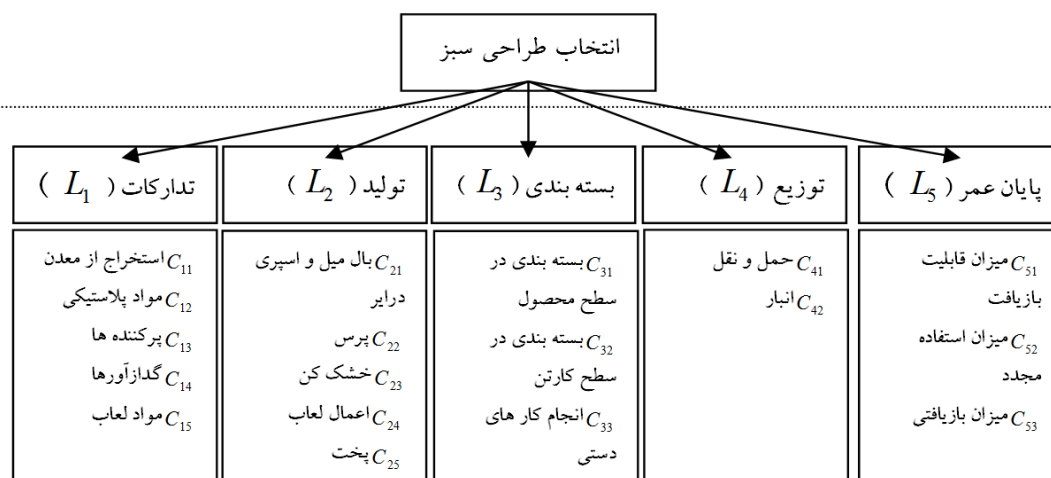 انتخاب طراحی سبز
تدارکات ( L1 )
C11 استخراج از معدن
C12 مواد پلاستیکی
C13 پرکننده ها
C14 گدازآورها
C15 مواد لعاب
تولید ( L2 )
C21 بال میل و اسپری
درایر
C22 پرس
C23 خشک کن
C24 اعمال لعاب
C25 پخت
بسته بندی ( L3 )
C31 بسته بندی در
سطح محصول
C32 بسته بندی در
سطح کارتن
C33 انجام کار های
دستی
توزیع ( L4 )
C41 حمل و نقل
C42 انبار
پایان عمر ( L5 )
C51 میزان قابلیت
بازیافت
C52 میزان استفاده
مجدد
C53 میزان بازیافتی